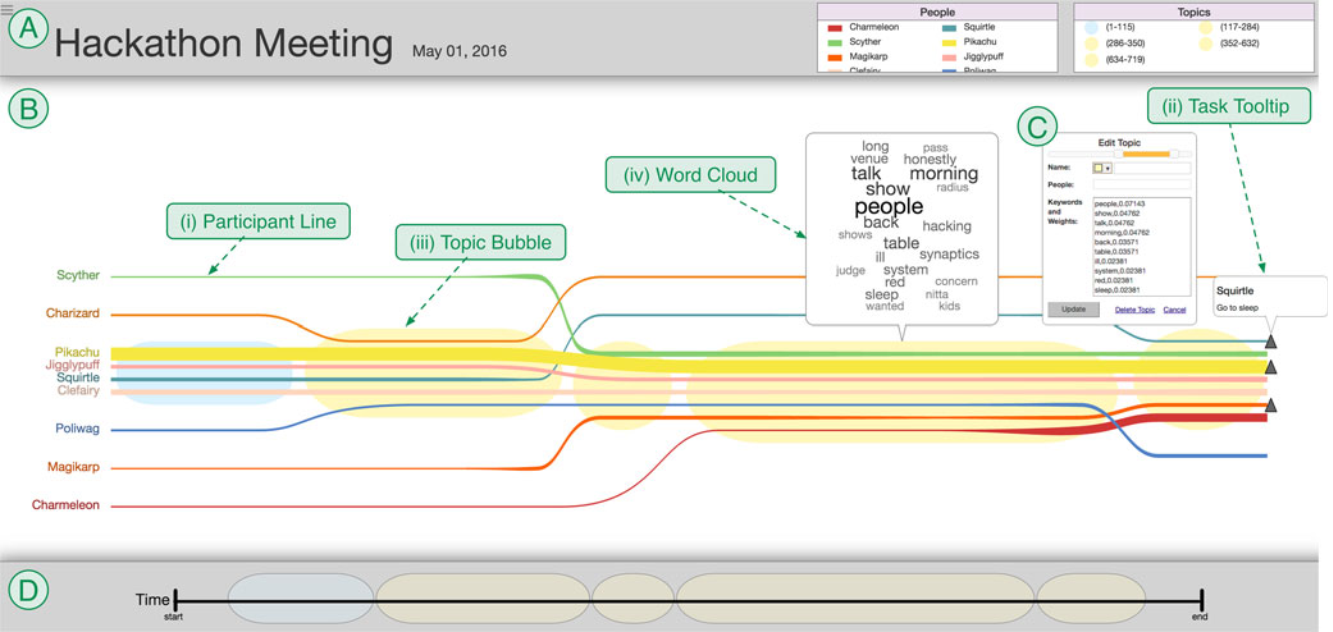 A
Hackathon Meeting May 01, 2016
People
Charmeleon Squirtle
Scyther Pikachu
Magikarp Jigglypuff
Clefairy Poliwag
Topics
(1-115) (117-284)
(286-350) (352-632)
(634-719)
B
(i) Participant Line
(iii) Topic Bubble
(iv) Word Cloud
(ii) Task Tooltip
long pass
venue honestly
talk morning
show radius
people
back hacking
shows
table
ill synaptics
judge system
red concern
sleep nitta
wanted kids
C
Edit Topic
Name:
People:
Keywords
and
Weights:
people,0.07143
show,0.04762
talk,0.04762
morning,0.04762
back,0.03571
table,0.03571
ill,0.02381
system,0.02381
red,0.02381
sleep,0.02381
Update Delete Topic Cancel
Squirtle
Go to sleep
Scyther
Charizard
Pikachu
Jigglypuff
Squirtle
Clefairy
Poliwag
Magikarp
Charmeleon
D
Time
start
end